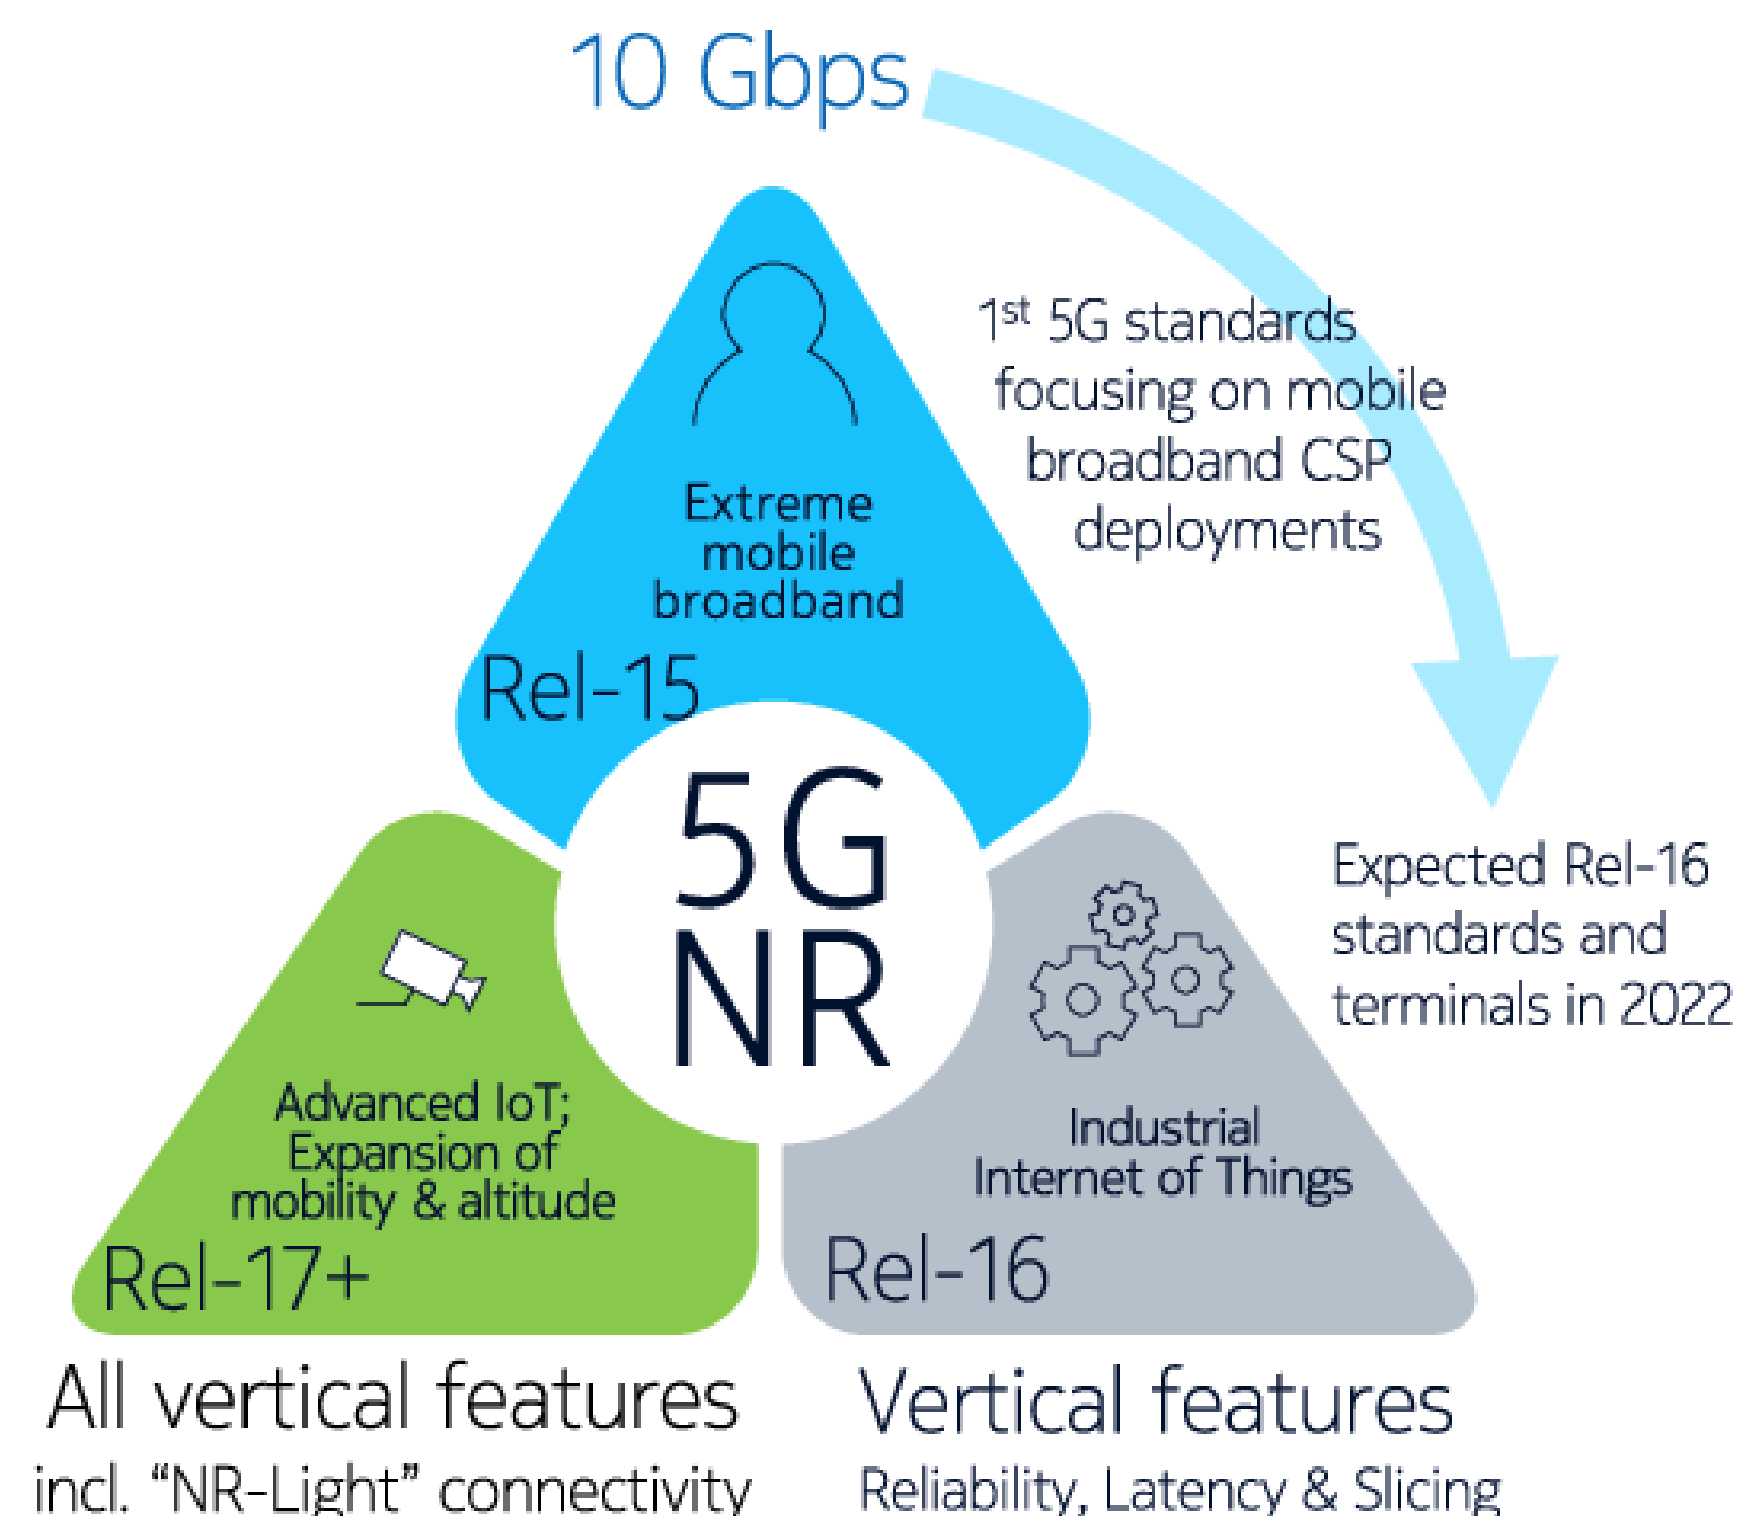 10 Gbps
1st 5G standards
focusing on mobile
broadband CSP
deployments
Extreme
mobile
broadband
Rel-15
5G
NR
Expected Rel-16
standards and
terminals in 2022
Advanced IoT;
Expansion of
mobility & altitude
Rel-17+
Industrial
Internet of Things
Rel-16
All vertical features
incl. “NR-Light” connectivity
Vertical features
Reliability, Latency & Slicing